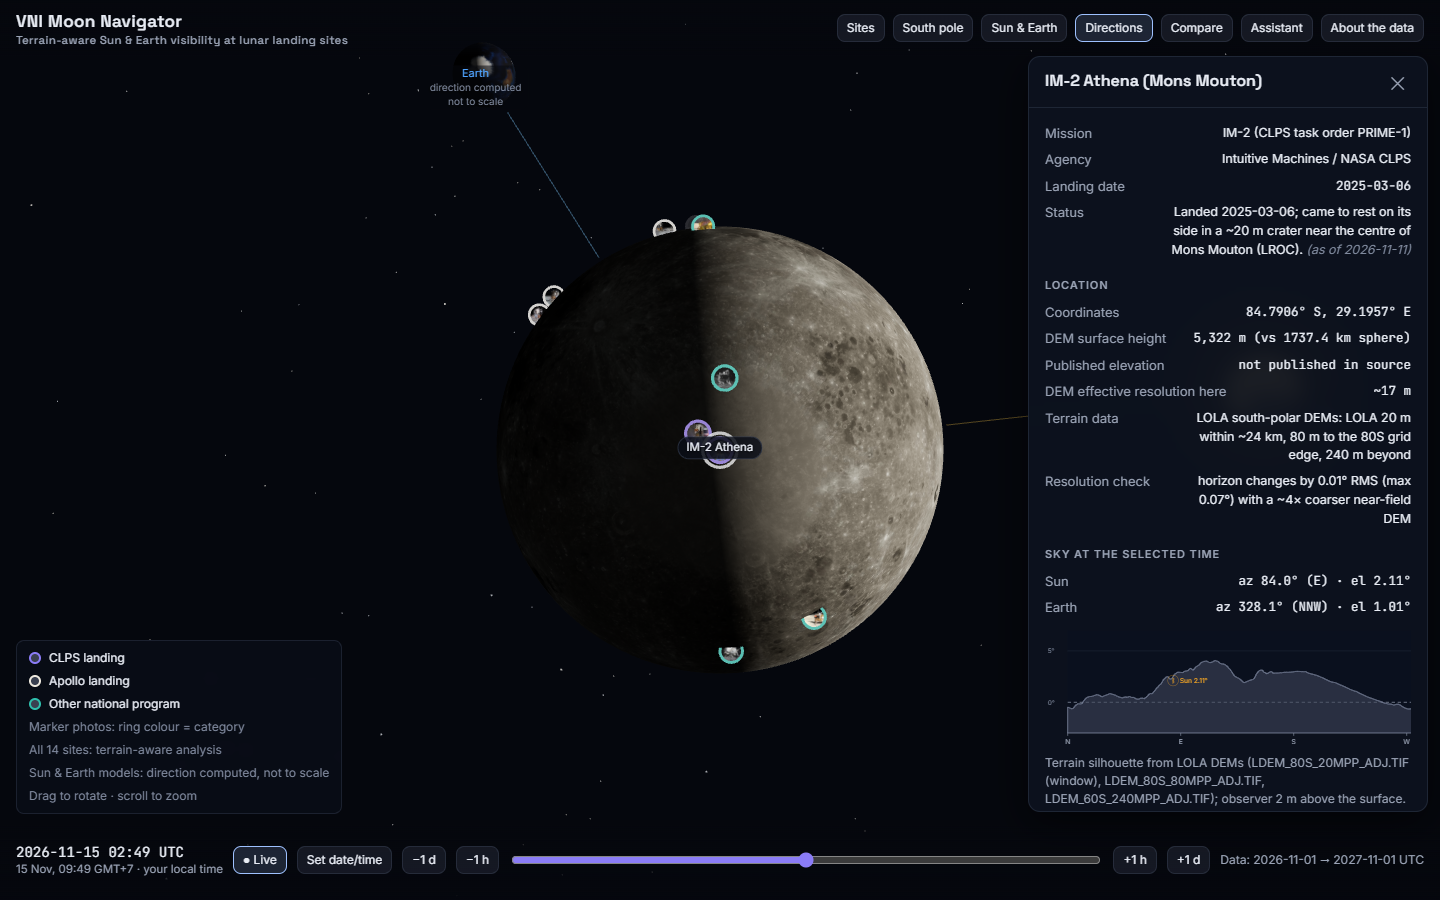 VNI Moon Navigator
Terrain-aware Sun & Earth visibility at lunar landing sites
Sites
South pole
Sun & Earth
Directions
Compare
Assistant
About the data
Earth
direction computed
not to scale
IM-2 Athena
IM-2 Athena (Mons Mouton)
Mission IM-2 (CLPS task order PRIME-1)
Agency Intuitive Machines / NASA CLPS
Landing date 2025-03-06
Status Landed 2025-03-06; came to rest on its
side in a ~20 m crater near the centre of
Mons Mouton (LROC). (as of 2026-11-11)
LOCATION
Coordinates 84.7906° S, 29.1957° E
DEM surface height 5,322 m (vs 1737.4 km sphere)
Published elevation not published in source
DEM effective resolution here ~17 m
Terrain data LOLA south-polar DEMs: LOLA 20 m
within ~24 km, 80 m to the 80S grid
edge, 240 m beyond
Resolution check horizon changes by 0.01° RMS (max
0.07°) with a ~4× coarser near-field
DEM
SKY AT THE SELECTED TIME
Sun az 84.0° (E) · el 2.11°
Earth az 328.1° (NNW) · el 1.01°
5°
Sun 2.11°
0°
N E S W
Terrain silhouette from LOLA DEMs (LDEM_80S_20MPP_ADJ.TIF
(window), LDEM_80S_80MPP_ADJ.TIF,
LDEM_60S_240MPP_ADJ.TIF); observer 2 m above the surface.
CLPS landing
Apollo landing
Other national program
Marker photos: ring colour = category
All 14 sites: terrain-aware analysis
Sun & Earth models: direction computed, not to scale
Drag to rotate · scroll to zoom
2026-11-15 02:49 UTC
15 Nov, 09:49 GMT+7 · your local time
● Live
Set date/time
−1 d
−1 h
+1 h
+1 d
Data: 2026-11-01 → 2027-11-01 UTC